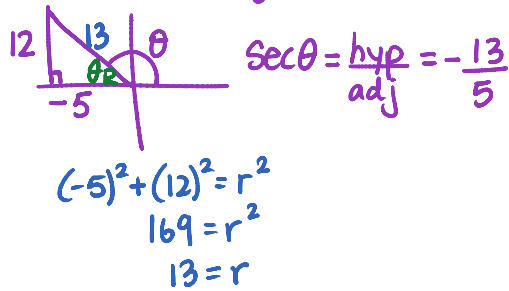 12 13 θ
θR
-5
secθ = hyp/adj = -13/5
(-5)² + (12)² = r²
169 = r²
13 = r